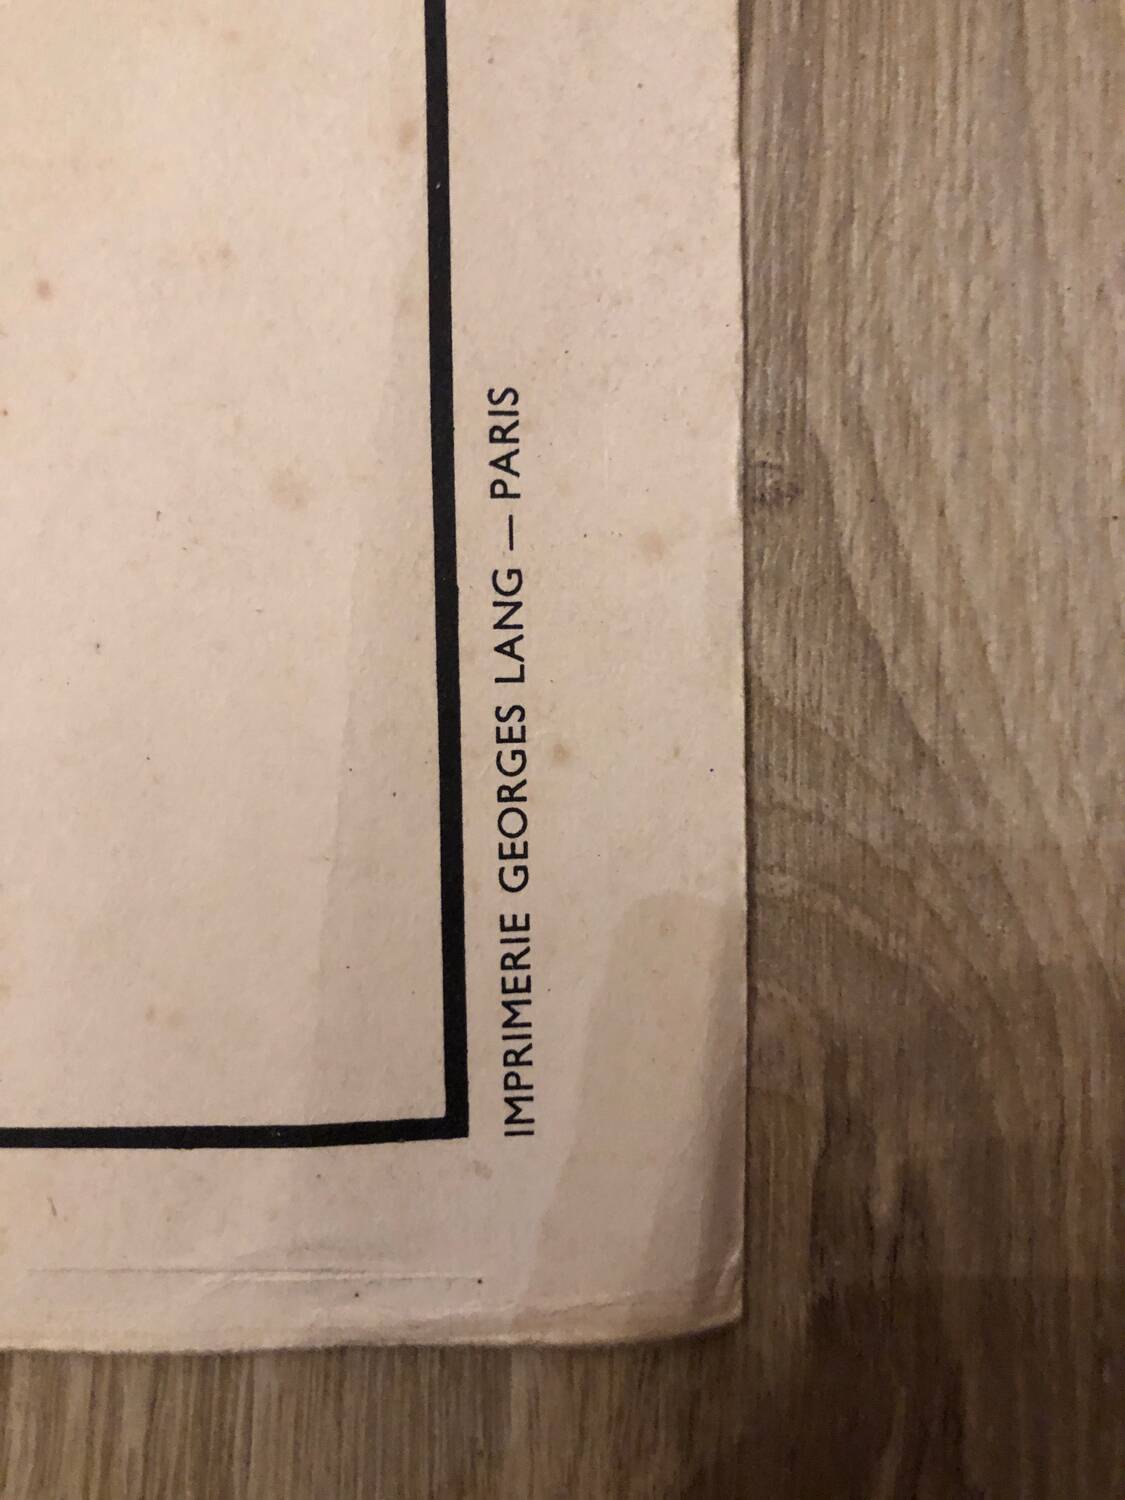 IMPRIMERIE GEORGES LANG — PARIS